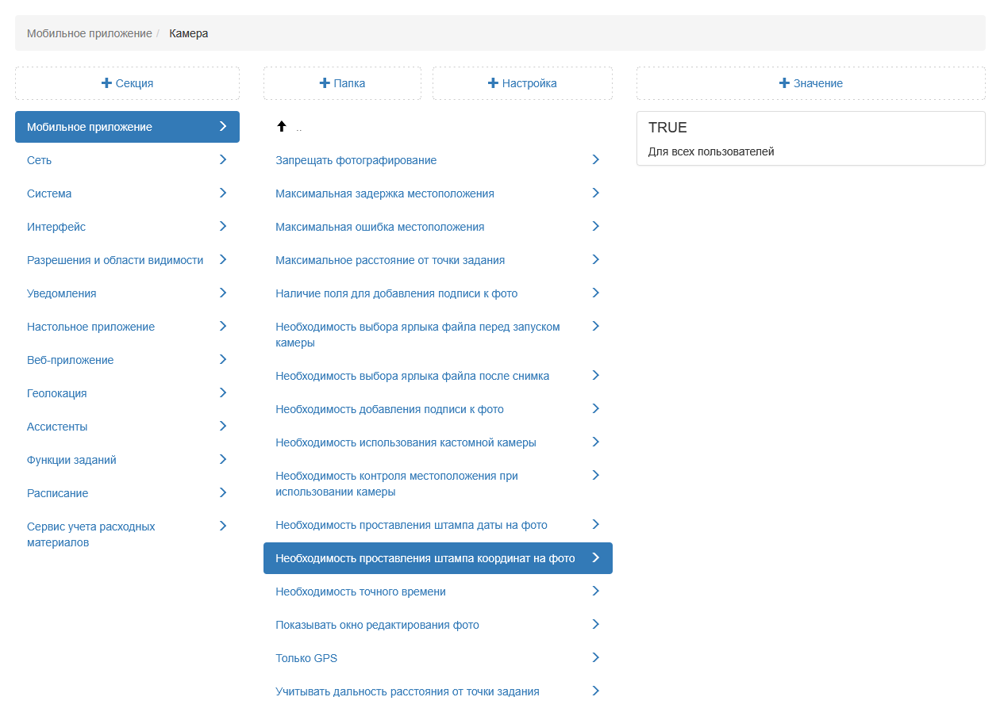 Мобильное приложение / Камера
Секция
Папка
Настройка
Значение
Мобильное приложение
Сеть
Система
Интерфейс
Разрешения и области видимости
Уведомления
Настольное приложение
Веб-приложение
Геолокация
Ассистенты
Функции заданий
Расписание
Сервис учета расходных
материалов
..
Запрещать фотографирование
Максимальная задержка местоположения
Максимальная ошибка местоположения
Максимальное расстояние от точки задания
Наличие поля для добавления подписи к фото
Необходимость выбора ярлыка файла перед запуском
камеры
Необходимость выбора ярлыка файла после снимка
Необходимость добавления подписи к фото
Необходимость использования кастомной камеры
Необходимость контроля местоположения при
использовании камеры
Необходимость проставления штампа даты на фото
Необходимость проставления штампа координат на фото
Необходимость точного времени
Показывать окно редактирования фото
Только GPS
Учитывать дальность расстояния от точки задания
TRUE
Для всех пользователей